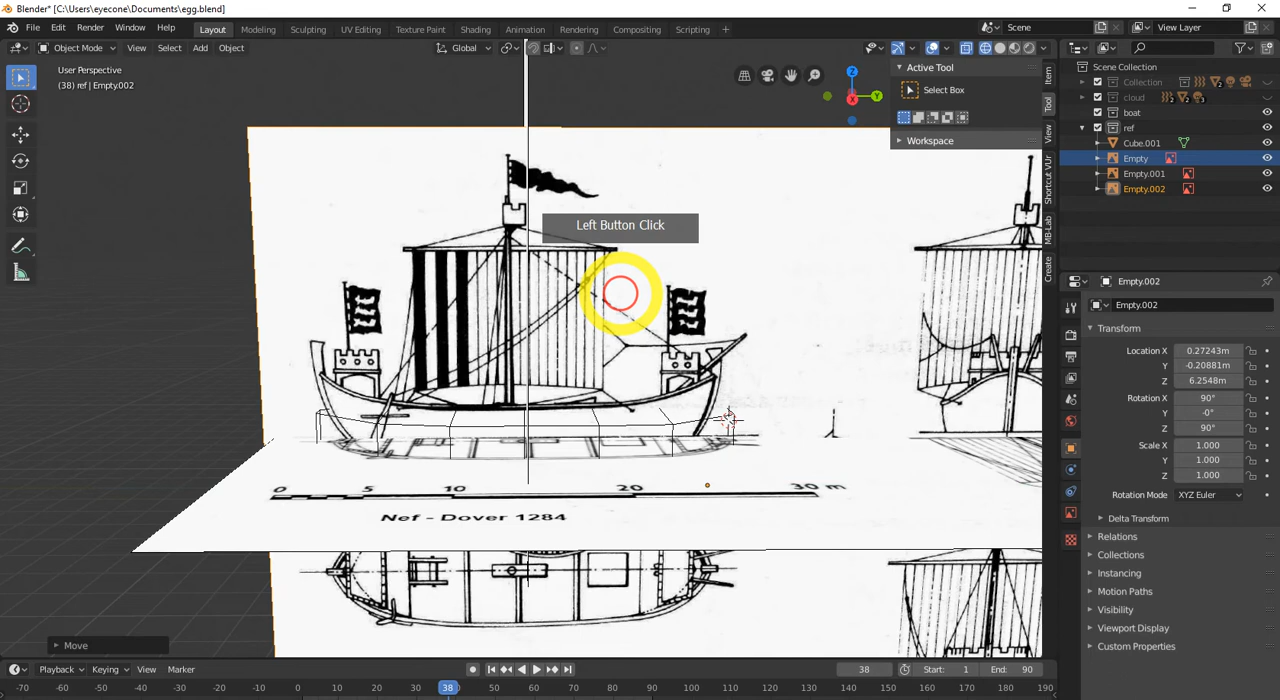 Blender* [C:\Users\eyecone\Documents\egg.blend]
File Edit Render Window Help Layout Modeling Sculpting UV Editing Texture Paint Shading Animation Rendering Compositing Scripting + Scene View Layer
Object Mode View Select Add Object Global
User Perspective
(38) ref | Empty.002
Active Tool
Select Box
Workspace
Item
Tool
View
Shortcut VUr
MB-Lab
Create
Z
Y
X
Scene Collection
Collection
cloud
boat
ref
Cube.001
Empty
Empty.001
Empty.002
Left Button Click
0 5 10 20 30 m
Nef - Dover 1284
Move
Empty.002
Empty.002
Transform
Location X 0.27243m
Y -0.20881m
Z 6.2548m
Rotation X 90°
Y -0°
Z 90°
Scale X 1.000
Y 1.000
Z 1.000
Rotation Mode XYZ Euler
Delta Transform
Relations
Collections
Instancing
Motion Paths
Visibility
Viewport Display
Custom Properties
Playback Keying View Marker 38 Start: 1 End: 90
-70 -60 -50 -40 -30 -20 -10 0 10 20 30 38 50 60 70 80 90 100 110 120 130 140 150 160 170 180 190